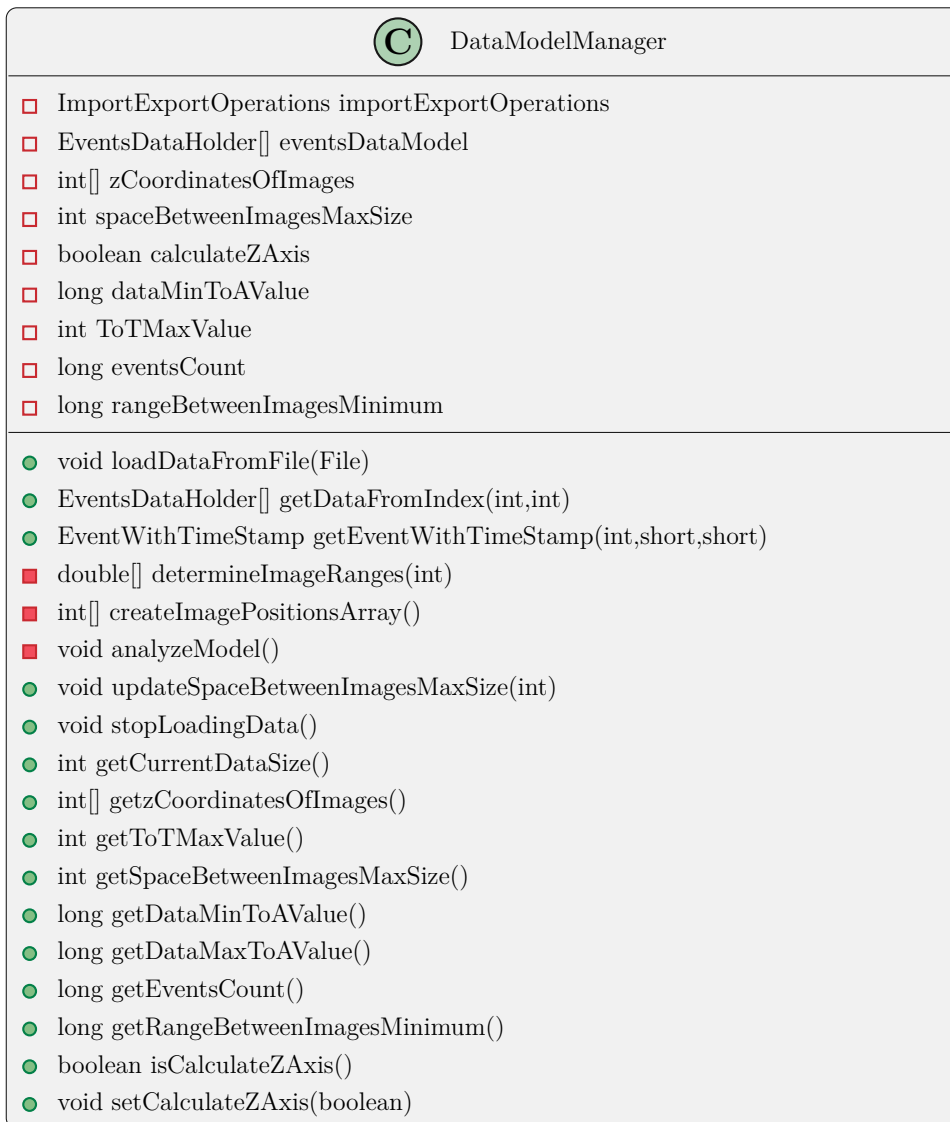 C DataModelManager
ImportExportOperations importExportOperations
EventsDataHolder[] eventsDataModel
int[] zCoordinatesOfImages
int spaceBetweenImagesMaxSize
boolean calculateZAxis
long dataMinToAValue
int ToTMaxValue
long eventsCount
long rangeBetweenImagesMinimum
void loadDataFromFile(File)
EventsDataHolder[] getDataFromIndex(int,int)
EventWithTimeStamp getEventWithTimeStamp(int,short,short)
double[] determineImageRanges(int)
int[] createImagePositionsArray()
void analyzeModel()
void updateSpaceBetweenImagesMaxSize(int)
void stopLoadingData()
int getCurrentDataSize()
int[] getzCoordinatesOfImages()
int getToTMaxValue()
int getSpaceBetweenImagesMaxSize()
long getDataMinToAValue()
long getDataMaxToAValue()
long getEventsCount()
long getRangeBetweenImagesMinimum()
boolean isCalculateZAxis()
void setCalculateZAxis(boolean)